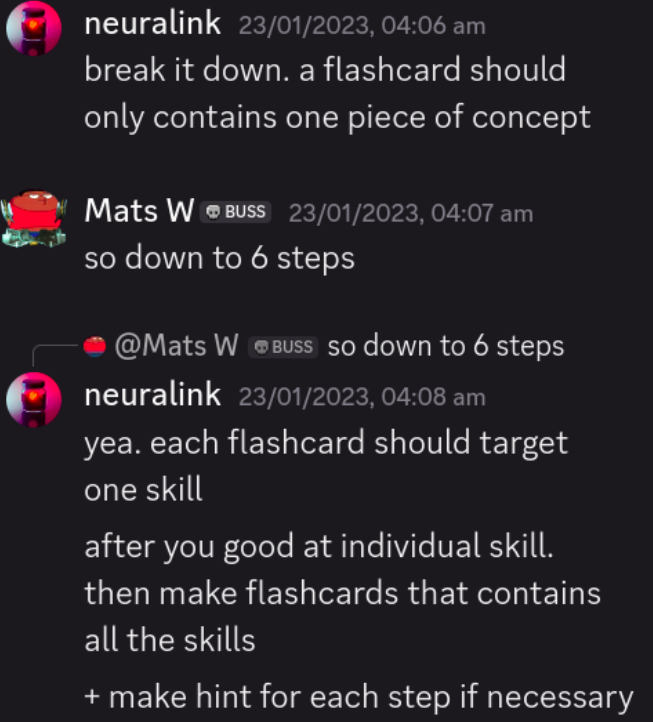 neuralink 23/01/2023, 04:06 am
break it down. a flashcard should
only contains one piece of concept
Mats W BUSS 23/01/2023, 04:07 am
so down to 6 steps
@Mats W BUSS so down to 6 steps
neuralink 23/01/2023, 04:08 am
yea. each flashcard should target
one skill
after you good at individual skill.
then make flashcards that contains
all the skills
+ make hint for each step if necessary